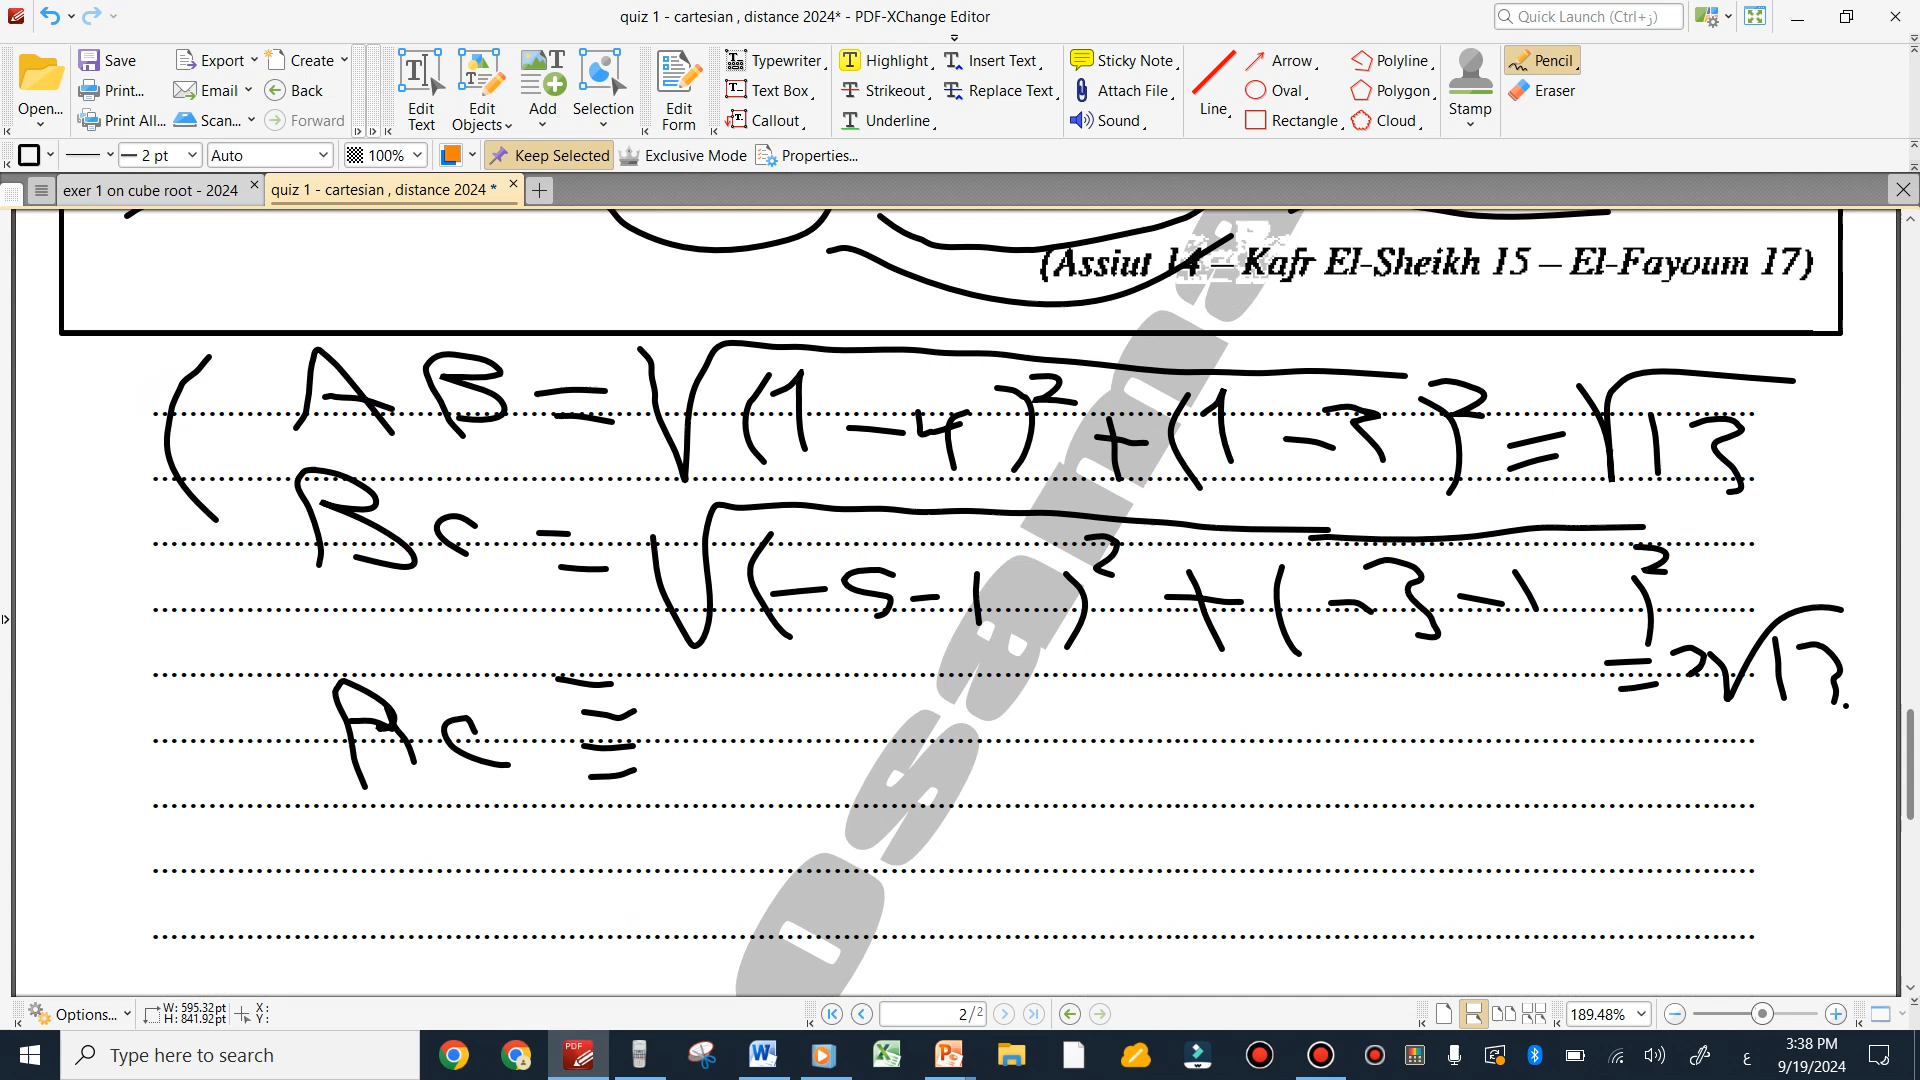 quiz 1 - cartesian , distance 2024* - PDF-XChange Editor
Quick Launch (Ctrl+ز)
Open...
Save
Print...
Print All...
Export
Email
Scan...
Create
Back
Forward
Edit Text
Edit Objects
Add
Selection
Edit Form
Typewriter
Text Box
Callout
Highlight
Strikeout
Underline
Insert Text
Replace Text
Sticky Note
Attach File
Sound
Line
Arrow
Oval
Rectangle
Polyline
Polygon
Cloud
Stamp
Pencil
Eraser
2 pt
Auto
100%
Keep Selected
Exclusive Mode
Properties...
exer 1 on cube root - 2024
quiz 1 - cartesian , distance 2024 *
(Assiut 14 – Kafr El-Sheikh 15 – El-Fayoum 17)
( AB = √(1 - 4)² + (1 - 3)² = √13
BC = √(-5 - 1)² + (-3 - 1)²
= 2√13.
AC =
Options...
W: 595.32pt
H: 841.92pt
X:
Y:
2/2
189.48%
Type here to search
ع
3:38 PM
9/19/2024